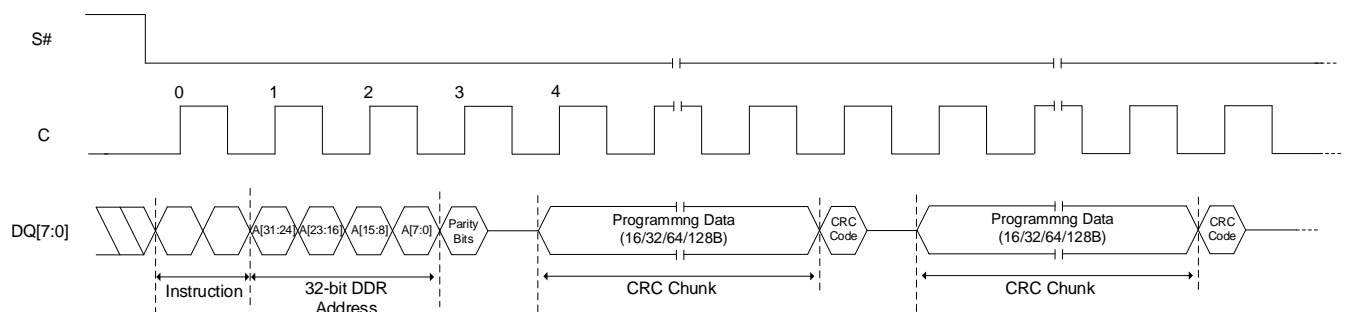 S#
0 1 2 3 4
C
DQ[7:0]
A[31:24] A[23:16] A[15:8] A[7:0]
Parity
Bits
Programmng Data
(16/32/64/128B)
CRC
Code
Programmng Data
(16/32/64/128B)
CRC
Code
Instruction
32-bit DDR
Address
CRC Chunk
CRC Chunk